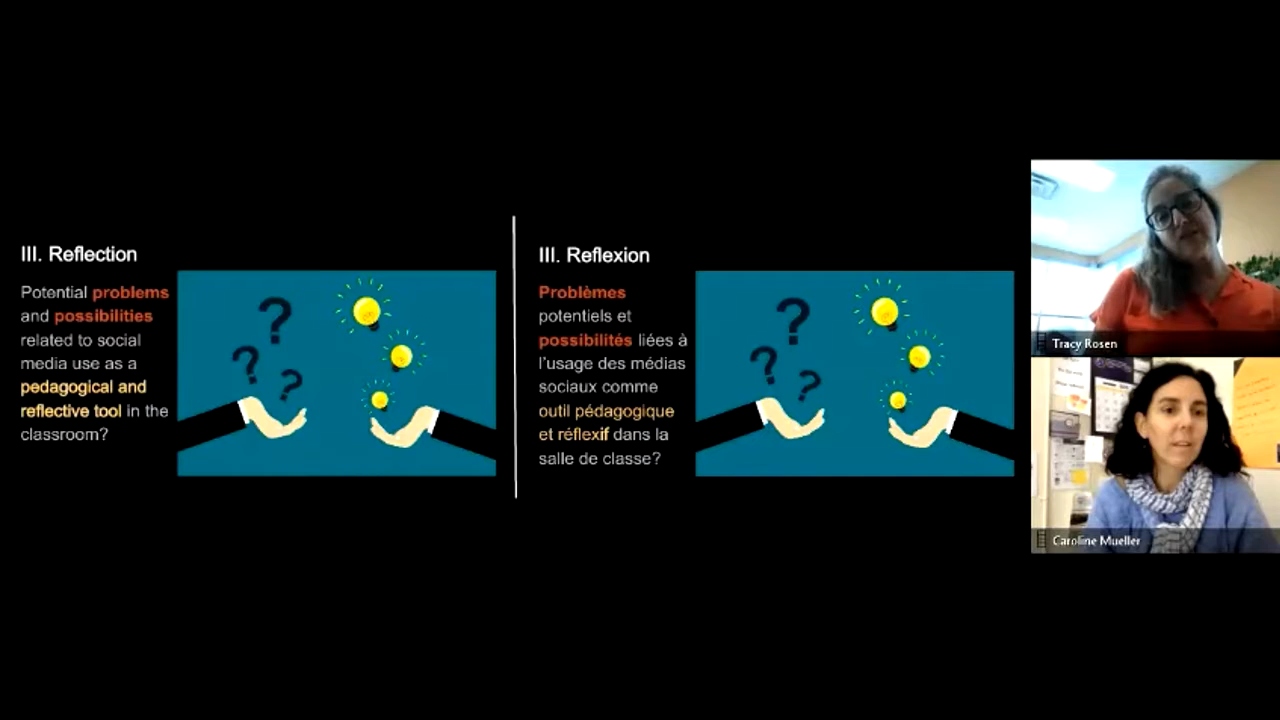 III. Reflection
Potential problems
and possibilities
related to social
media use as a
pedagogical and
reflective tool in the
classroom?
III. Reflexion
Problèmes
potentiels et
possibilités liées à
l'usage des médias
sociaux comme
outil pédagogique
et réflexif dans la
salle de classe?
? ? ?
? ? ?
Tracy Rosen
Caroline Mueller